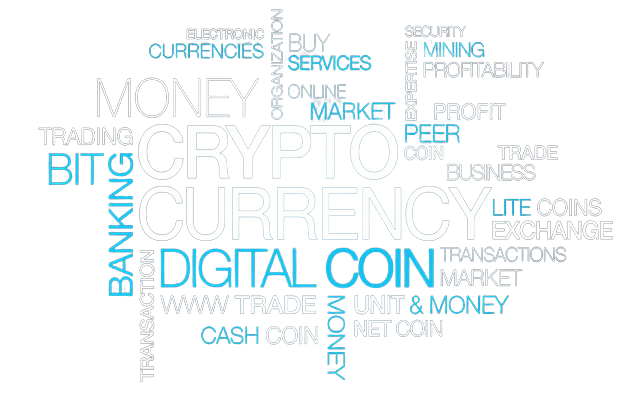 ELECTRONIC
CURRENCIES
ORGANIZATION
BUY
SERVICES
ONLINE
MARKET
EXPERTISE
SECURITY
MINING
PROFITABILITY
MONEY
PROFIT
TRADING
CRYPTO
PEER
COIN
TRADE
BIT
BANKING
BUSINESS
CURRENCY
LITE COINS
EXCHANGE
TRANSACTION
DIGITAL COIN
TRANSACTIONS
MARKET
WWW TRADE
MONEY
UNIT & MONEY
CASH COIN
NET COIN